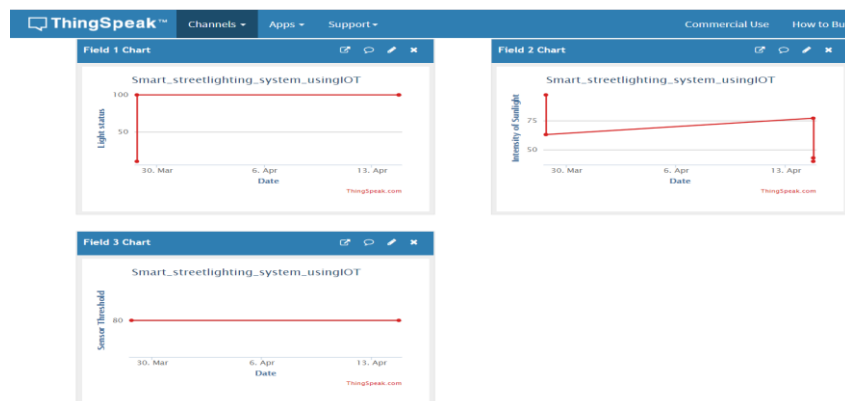 ThingSpeak™ Channels Apps Support Commercial Use How to Bu
Field 1 Chart
Smart_streetlighting_system_usingIOT
Light status
100
50
30. Mar 6. Apr 13. Apr
Date
ThingSpeak.com
Field 2 Chart
Smart_streetlighting_system_usingIOT
Intensity of Sunlight
75
50
30. Mar 6. Apr 13. Apr
Date
ThingSpeak.com
Field 3 Chart
Smart_streetlighting_system_usingIOT
Sensor Threshold
80
30. Mar 6. Apr 13. Apr
Date
ThingSpeak.com